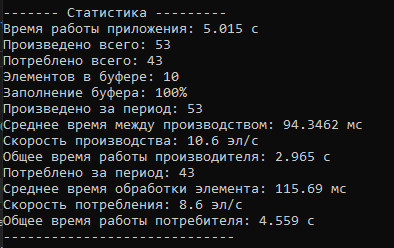 ------- Статистика ---------
Время работы приложения: 5.015 с
Произведено всего: 53
Потреблено всего: 43
Элементов в буфере: 10
Заполнение буфера: 100%
Произведено за период: 53
Среднее время между производством: 94.3462 мс
Скорость производства: 10.6 эл/с
Общее время работы производителя: 2.965 с
Потреблено за период: 43
Среднее время обработки элемента: 115.69 мс
Скорость потребления: 8.6 эл/с
Общее время работы потребителя: 4.559 с
----------------------------